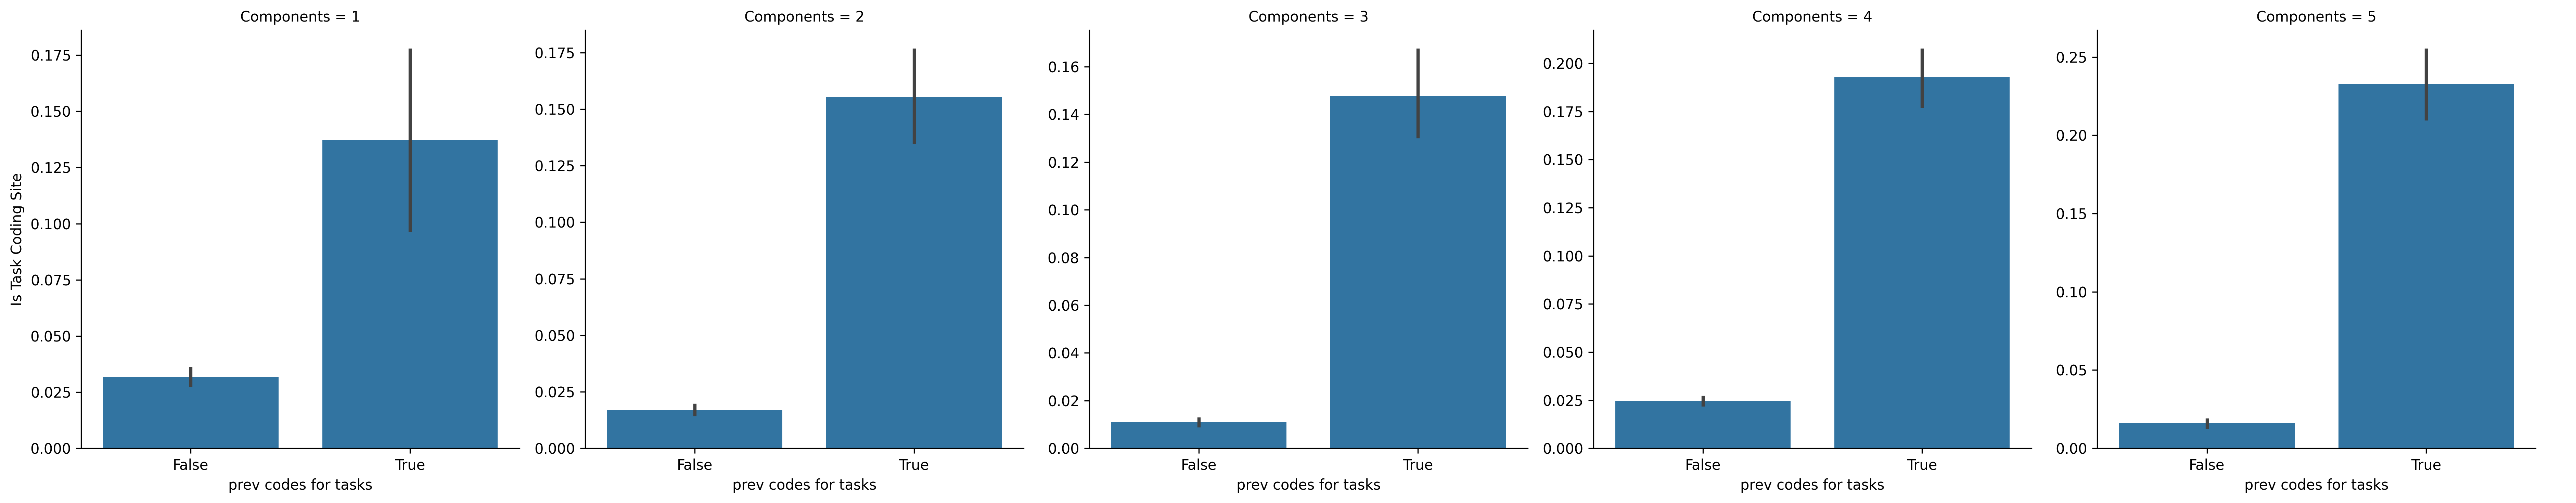 Components = 1
Is Task Coding Site
0.175
0.150
0.125
0.100
0.075
0.050
0.025
0.000
False
True
prev codes for tasks
Components = 2
0.175
0.150
0.125
0.100
0.075
0.050
0.025
0.000
False
True
prev codes for tasks
Components = 3
0.16
0.14
0.12
0.10
0.08
0.06
0.04
0.02
0.00
False
True
prev codes for tasks
Components = 4
0.200
0.175
0.150
0.125
0.100
0.075
0.050
0.025
0.000
False
True
prev codes for tasks
Components = 5
0.25
0.20
0.15
0.10
0.05
0.00
False
True
prev codes for tasks